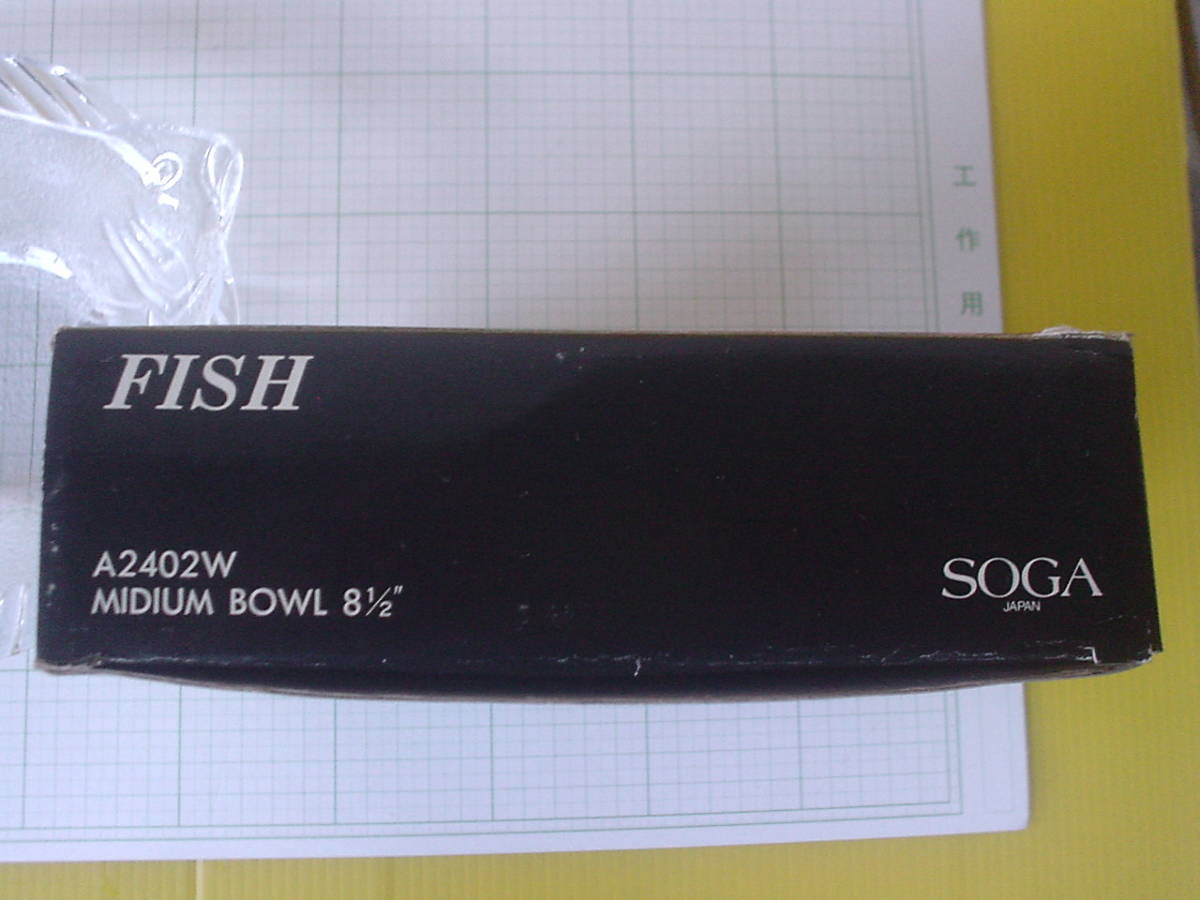 工作用
FISH
A2402W
MIDIUM BOWL 8½"
SOGA
JAPAN